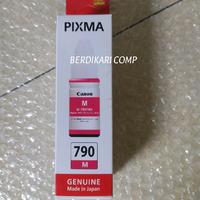 PIXMA
BERDIKARI COMP
Canon
M
790
M
GENUINE
Made in Japan